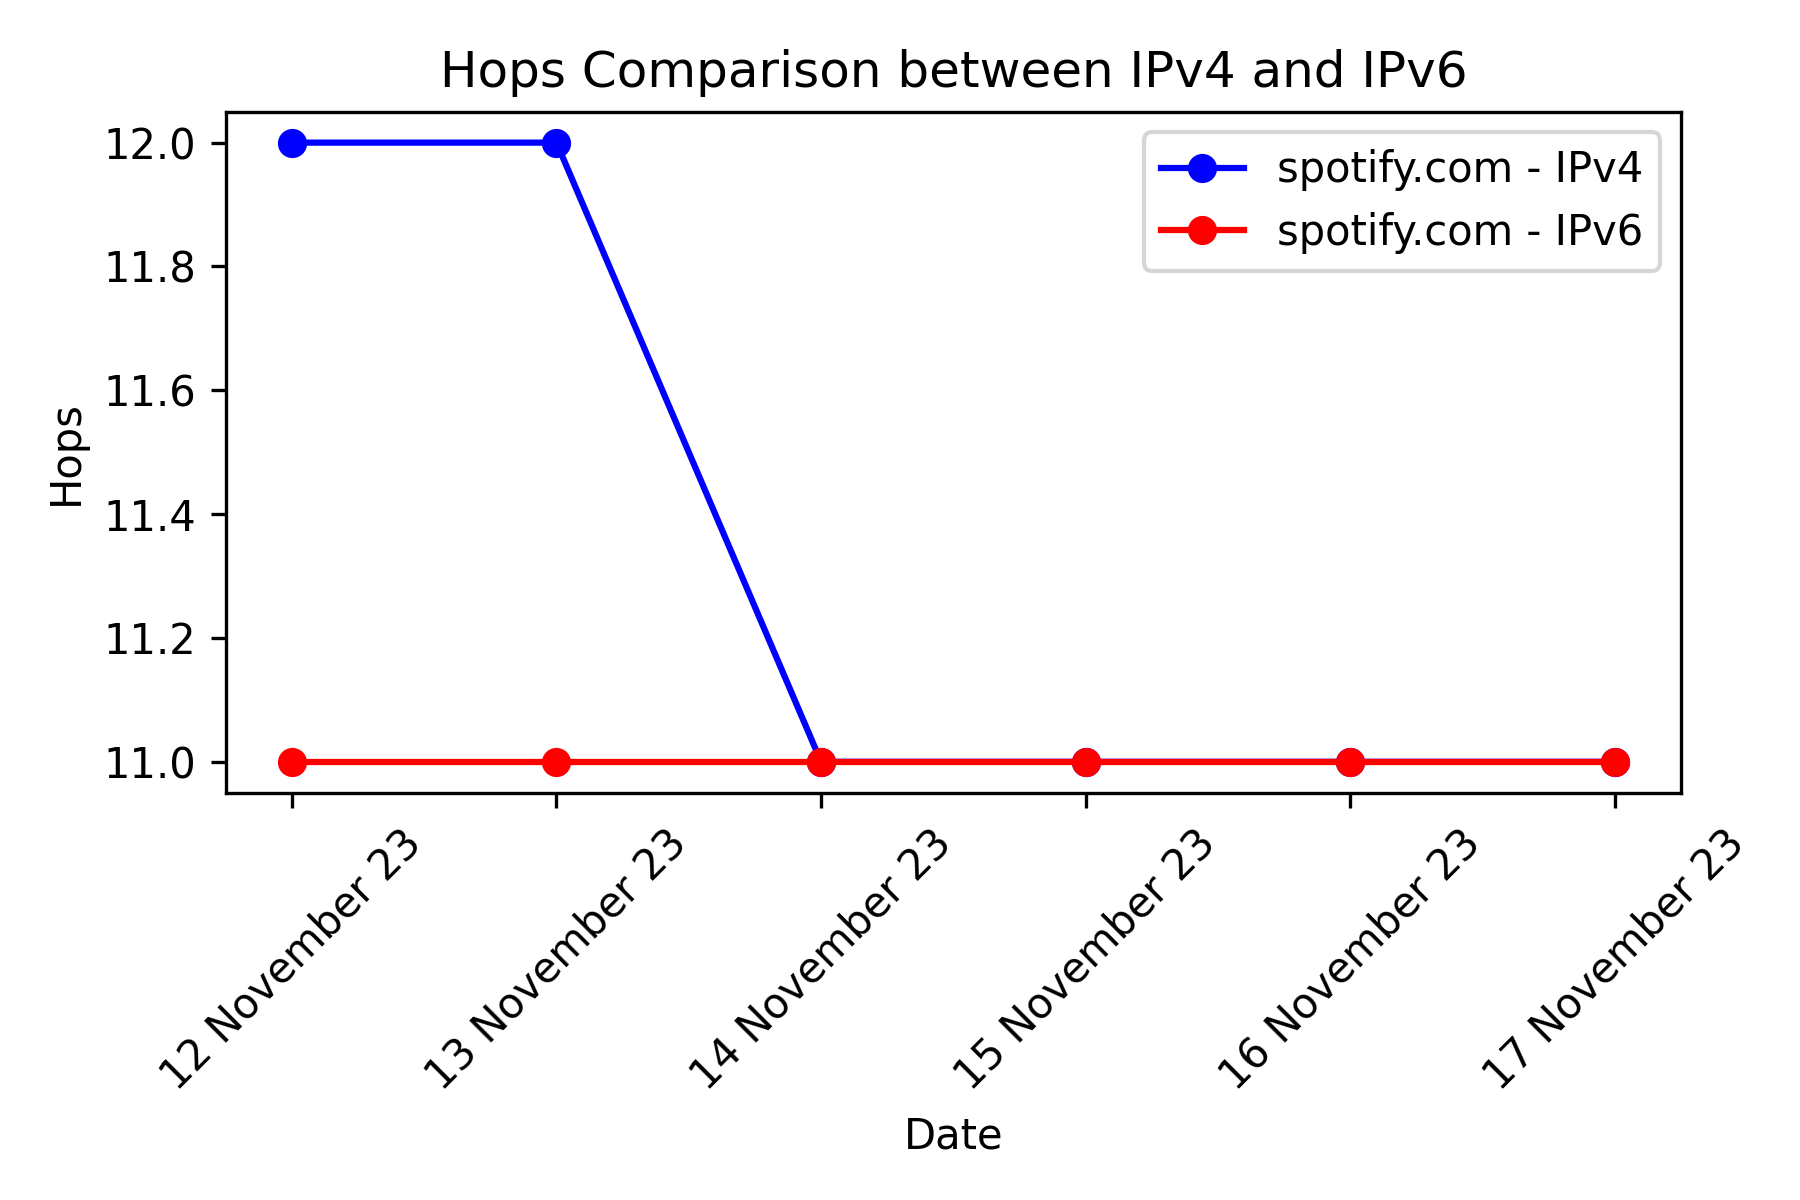 Hops Comparison between IPv4 and IPv6
12.0
11.8
11.6
11.4
11.2
11.0
Hops
spotify.com - IPv4
spotify.com - IPv6
12 November 23
13 November 23
14 November 23
15 November 23
16 November 23
17 November 23
Date